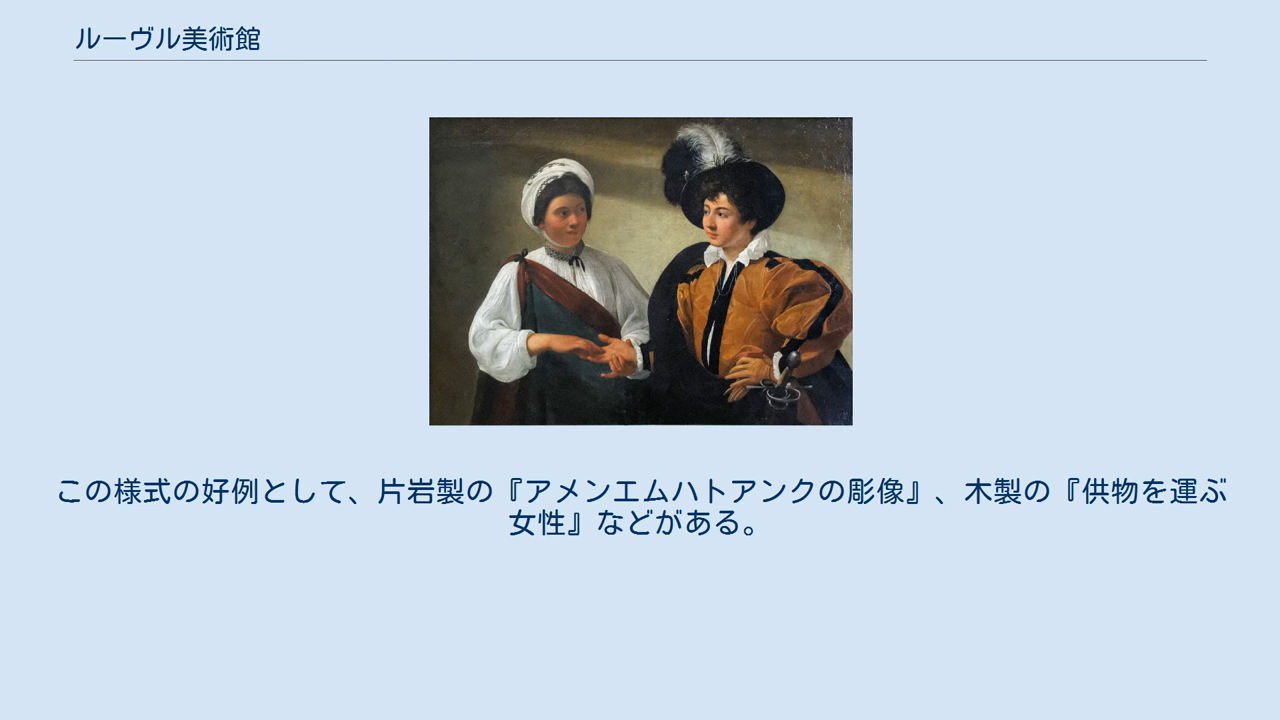 ルーヴル美術館
この様式の好例として、片岩製の『アメンエムハトアンクの彫像』、木製の『供物を運ぶ
女性』などがある。